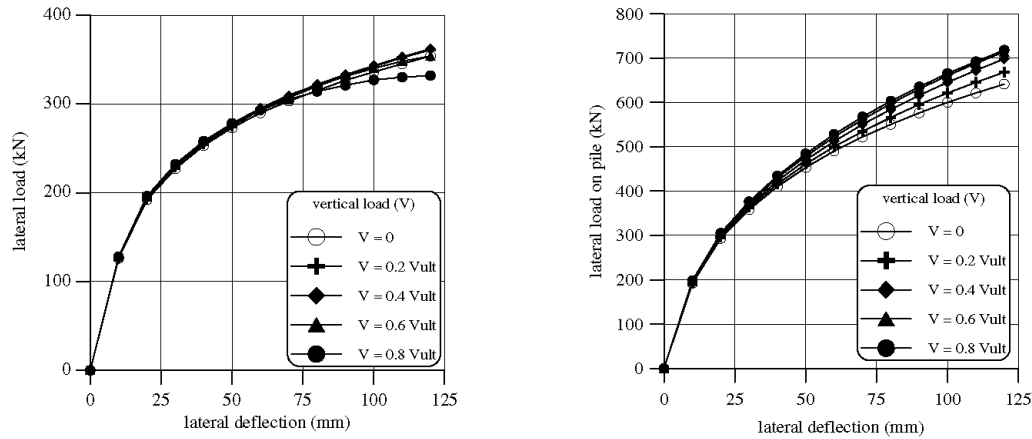 400
300
200
100
0
lateral load (kN)
vertical load (V)
V = 0
V = 0.2 Vult
V = 0.4 Vult
V = 0.6 Vult
V = 0.8 Vult
0 25 50 75 100 125
lateral deflection (mm)
800
700
600
500
400
300
200
100
0
lateral load on pile (kN)
vertical load (V)
V = 0
V = 0.2 Vult
V = 0.4 Vult
V = 0.6 Vult
V = 0.8 Vult
0 25 50 75 100 125
lateral deflection (mm)